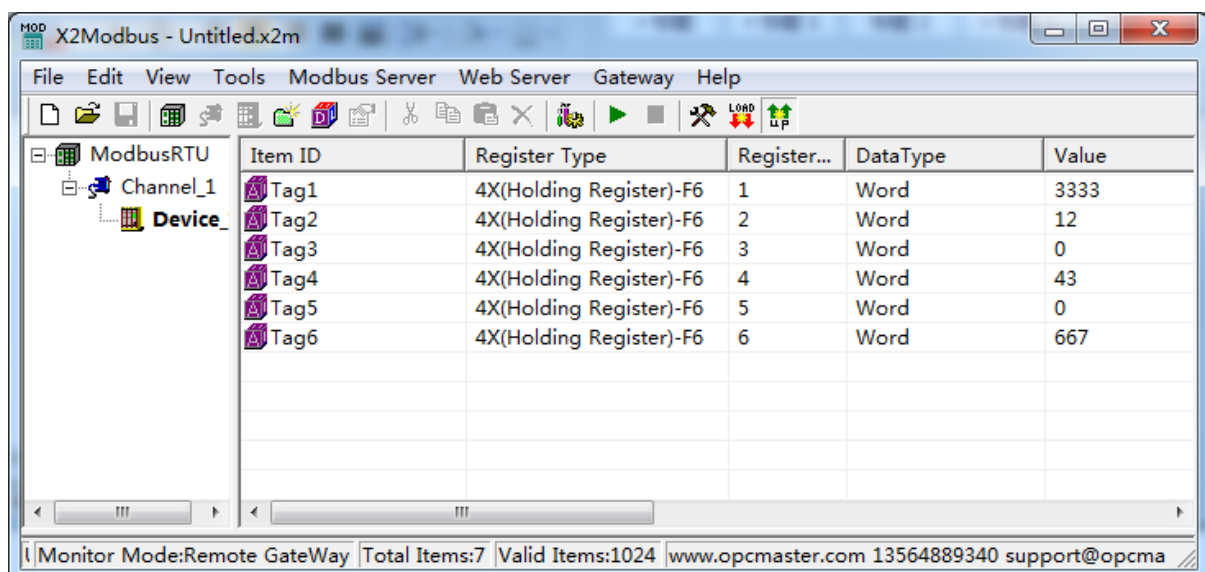 MOD X2Modbus - Untitled.x2m
File Edit View Tools Modbus Server Web Server Gateway Help
LOAD UP
ModbusRTU
Channel_1
Device_
Item ID Register Type Register... DataType Value
Tag1 4X(Holding Register)-F6 1 Word 3333
Tag2 4X(Holding Register)-F6 2 Word 12
Tag3 4X(Holding Register)-F6 3 Word 0
Tag4 4X(Holding Register)-F6 4 Word 43
Tag5 4X(Holding Register)-F6 5 Word 0
Tag6 4X(Holding Register)-F6 6 Word 667
Monitor Mode:Remote GateWay Total Items:7 Valid Items:1024 www.opcmaster.com 13564889340 support@opcma